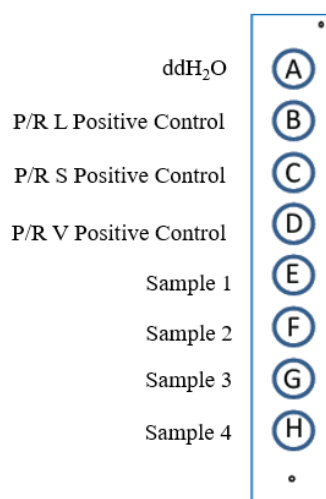 ddH₂O A
P/R L Positive Control B
P/R S Positive Control C
P/R V Positive Control D
Sample 1 E
Sample 2 F
Sample 3 G
Sample 4 H